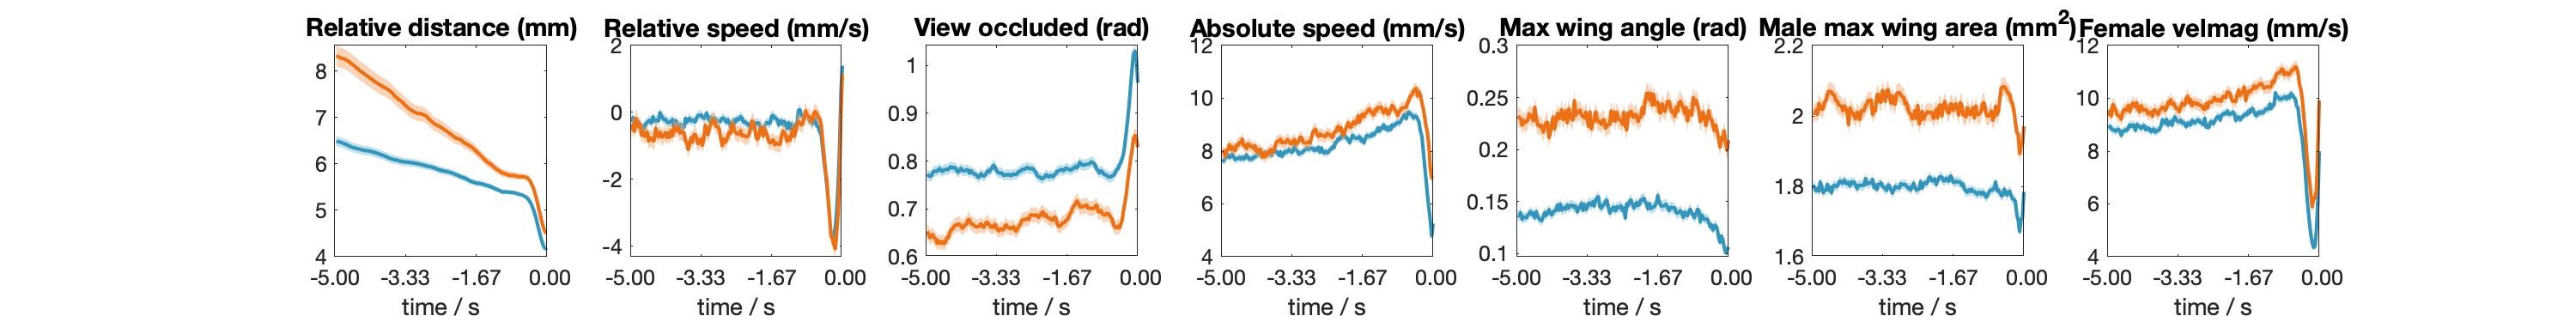 Relative distance (mm)
8
7
6
5
4
-5.00 -3.33 -1.67 0.00
time / s
Relative speed (mm/s)
2
0
-2
-4
-5.00 -3.33 -1.67 0.00
time / s
View occluded (rad)
1
0.9
0.8
0.7
0.6
-5.00 -3.33 -1.67 0.00
time / s
Absolute speed (mm/s)
12
10
8
6
4
-5.00 -3.33 -1.67 0.00
time / s
Max wing angle (rad)
0.3
0.25
0.2
0.15
0.1
-5.00 -3.33 -1.67 0.00
time / s
Male max wing area (mm²)
2.2
2
1.8
1.6
-5.00 -3.33 -1.67 0.00
time / s
Female velmag (mm/s)
12
10
8
6
4
-5.00 -3.33 -1.67 0.00
time / s